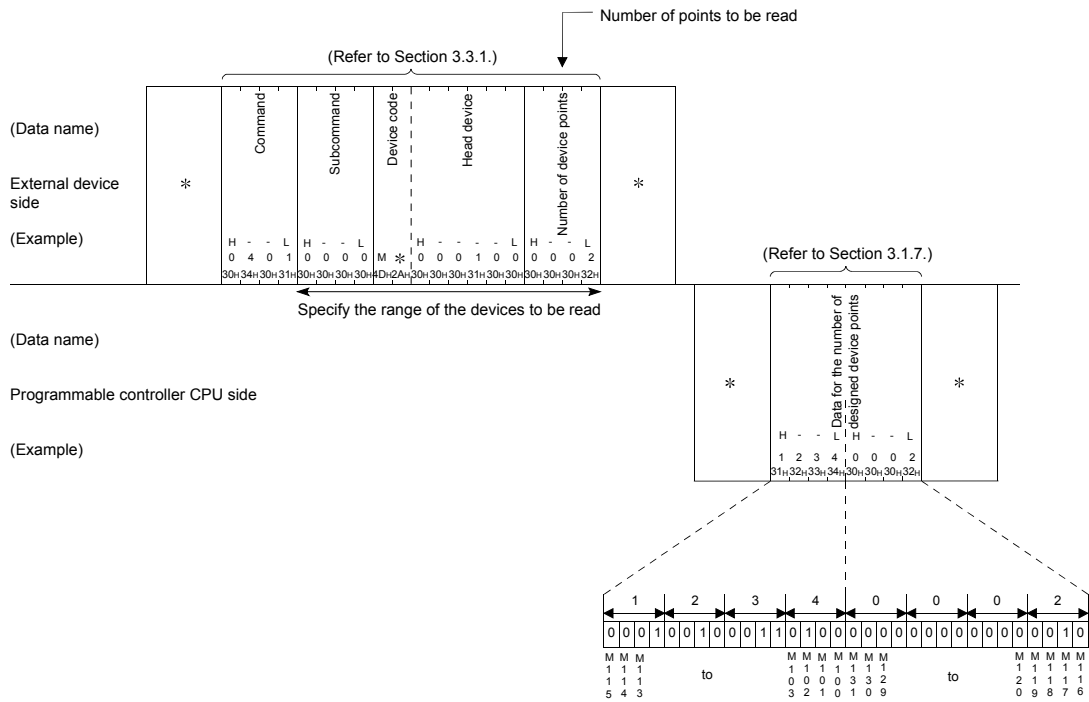 Number of points to be read
(Refer to Section 3.3.1.)
(Data name)
External device
side
(Example)
*
Command
Subcommand
Device code
Head device
Number of device points
*
H - - L H - - L H - - - - L H - - L
0 4 0 1 0 0 0 0 M * 0 0 0 1 0 0 0 0 0 2
30H 34H 30H 31H 30H 30H 30H 30H 4DH 2AH 30H 30H 30H 31H 30H 30H 30H 30H 30H 32H
Specify the range of the devices to be read
(Refer to Section 3.1.7.)
(Data name)
Programmable controller CPU side
(Example)
*
Data for the number of
designed device points
*
H - - L H - - L
1 2 3 4 0 0 0 2
31H 32H 33H 34H 30H 30H 30H 32H
1 2 3 4 0 0 0 2
0 0 0 1 0 0 1 0 0 0 1 1 0 1 0 0 0 0 0 0 0 0 0 0 0 0 0 0 0 0 1 0
M115 M114 M113 to M103 M102 M101 M100 M131 M130 M129 to M120 M119 M118 M117 M116